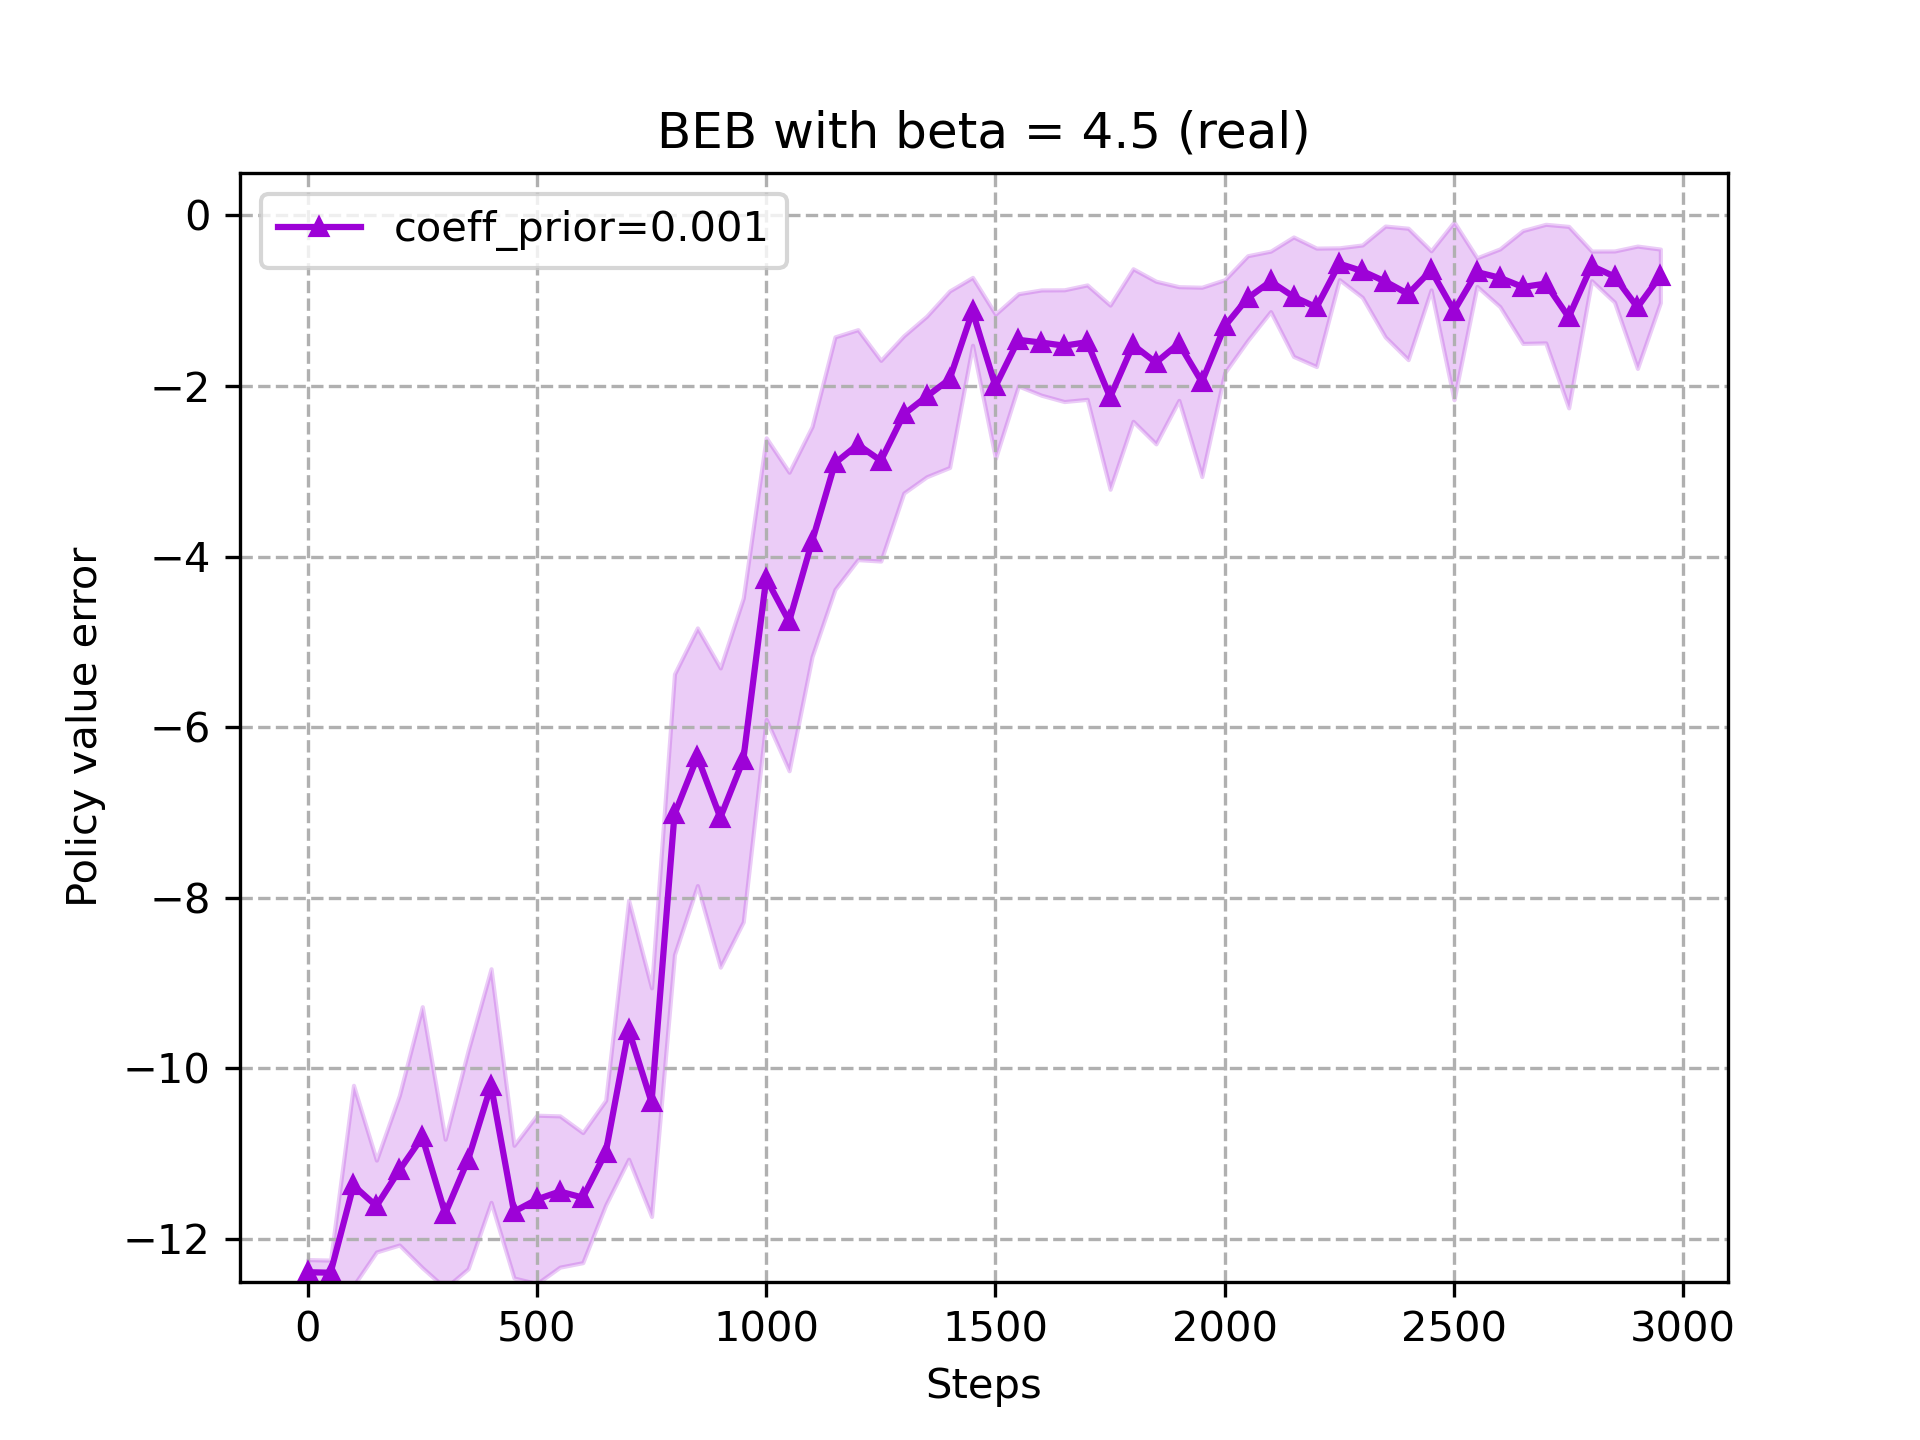 BEB with beta = 4.5 (real)
coeff_prior=0.001
0
−2
−4
−6
−8
−10
−12
Policy value error
0 500 1000 1500 2000 2500 3000
Steps